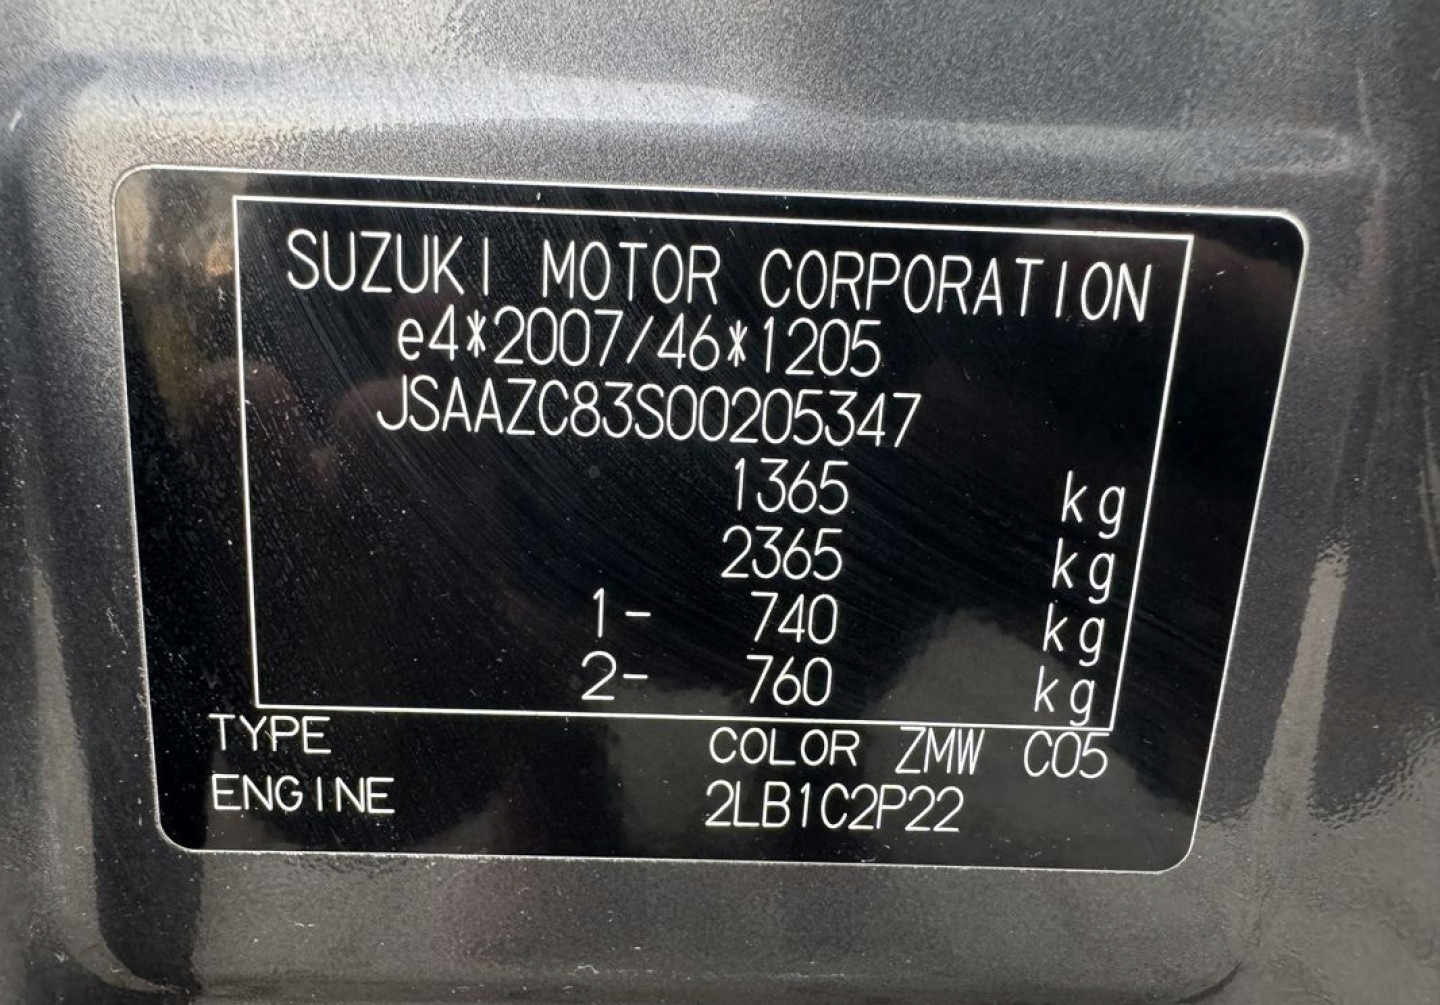 SUZUKI MOTOR CORPORATION
e4*2007/46*1205
JSAAZC83S00205347
1365 kg
2365 kg
1- 740 kg
2- 760 kg
TYPE COLOR ZMW C05
ENGINE 2LB1C2P22